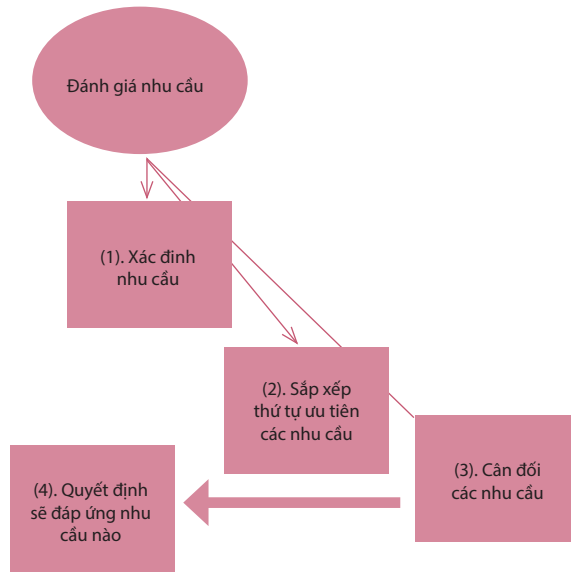 Đánh giá nhu cầu
(1). Xác đinh
nhu cầu
(2). Sắp xếp
thứ tự ưu tiên
các nhu cầu
(3). Cân đối
các nhu cầu
(4). Quyết định
sẽ đáp ứng nhu
cầu nào